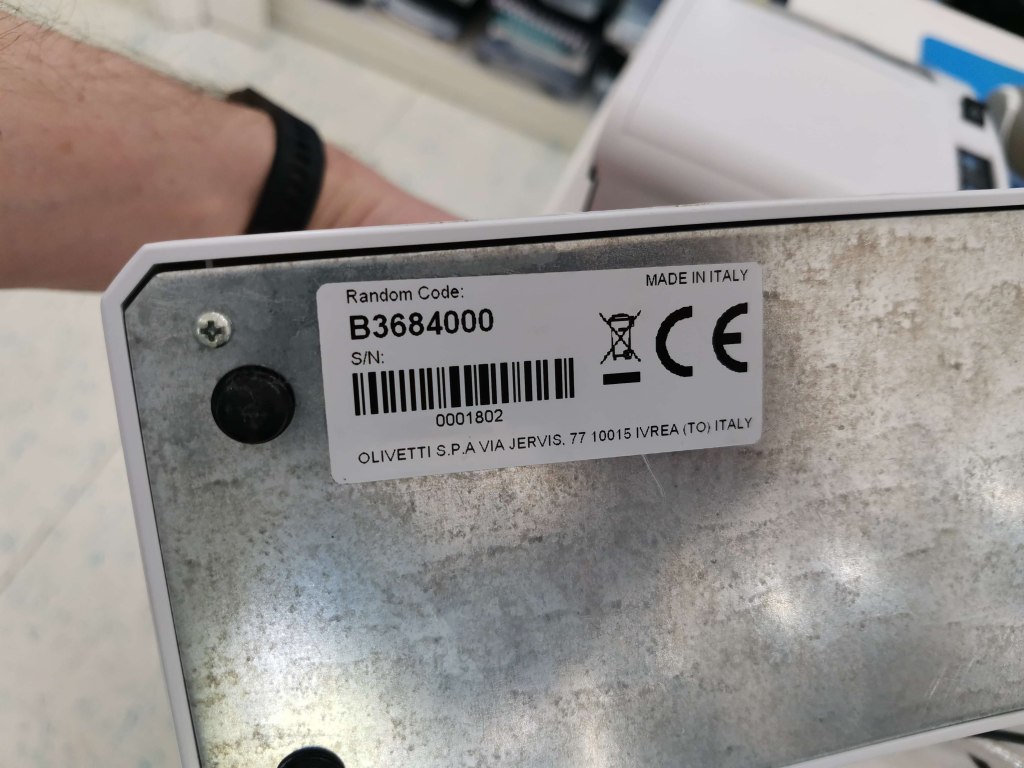 MADE IN ITALY
Random Code:
B3684000
S/N:
CE
0001802
OLIVETTI S.P.A VIA JERVIS. 77 10015 IVREA (TO) ITALY